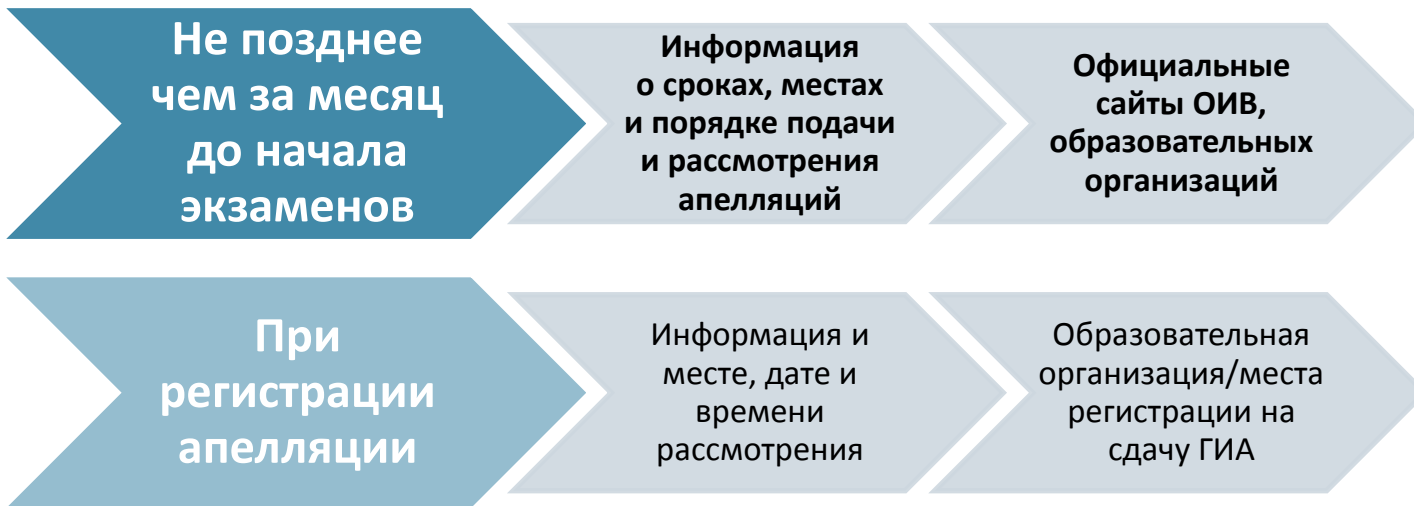 Не позднее
чем за месяц
до начала
экзаменов
Информация
о сроках, местах
и порядке подачи
и рассмотрения
апелляций
Официальные
сайты ОИВ,
образовательных
организаций
При
регистрации
апелляции
Информация и
месте, дате и
времени
рассмотрения
Образовательная
организация/места
регистрации на
сдачу ГИА